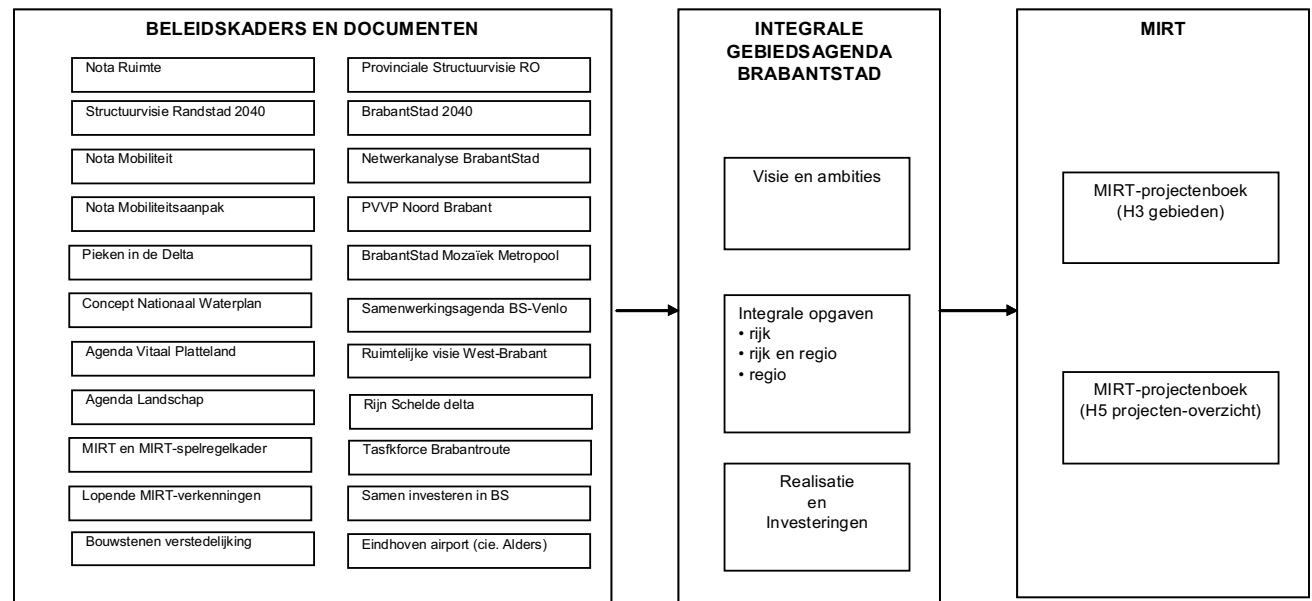 BELEIDSKADERS EN DOCUMENTEN
Nota Ruimte
Structuurvisie Randstad 2040
Nota Mobiliteit
Nota Mobiliteitsaanpak
Pieken in de Delta
Concept Nationaal Waterplan
Agenda Vitaal Platteland
Agenda Landschap
MIRT en MIRT-spelregelkader
Lopende MIRT-verkenningen
Bouwstenen verstedelijking
Provinciale Structuurvisie RO
BrabantStad 2040
Netwerkanalyse BrabantStad
PVVP Noord Brabant
BrabantStad Mozaïek Metropool
Samenwerkingsagenda BS-Venlo
Ruimtelijke visie West-Brabant
Rijn Schelde delta
Tasfkforce Brabantroute
Samen investeren in BS
Eindhoven airport (cie. Alders)
INTEGRALE
GEBIEDSAGENDA
BRABANTSTAD
Visie en ambities
Integrale opgaven
• rijk
• rijk en regio
• regio
Realisatie
en
Investeringen
MIRT
MIRT-projectenboek
(H3 gebieden)
MIRT-projectenboek
(H5 projecten-overzicht)